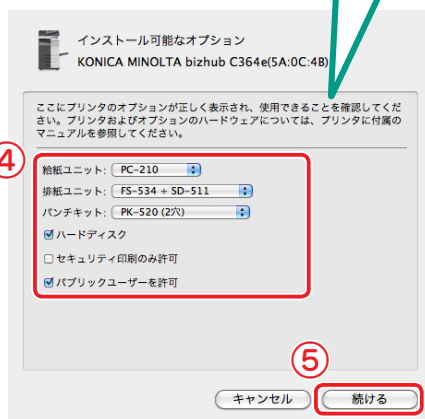 インストール可能なオプション
KONICA MINOLTA bizhub C364e(5A:0C:4B)
ここにプリンタのオプションが正しく表示され、使用できることを確認してくだ
さい。プリンタおよびオプションのハードウェアについては、プリンタに付属の
マニュアルを参照してください。
④
給紙ユニット: PC-210
排紙ユニット: FS-534 + SD-511
パンチキット: PK-520 (2穴)
ハードディスク
セキュリティ印刷のみ許可
パブリックユーザーを許可
⑤
キャンセル 続ける